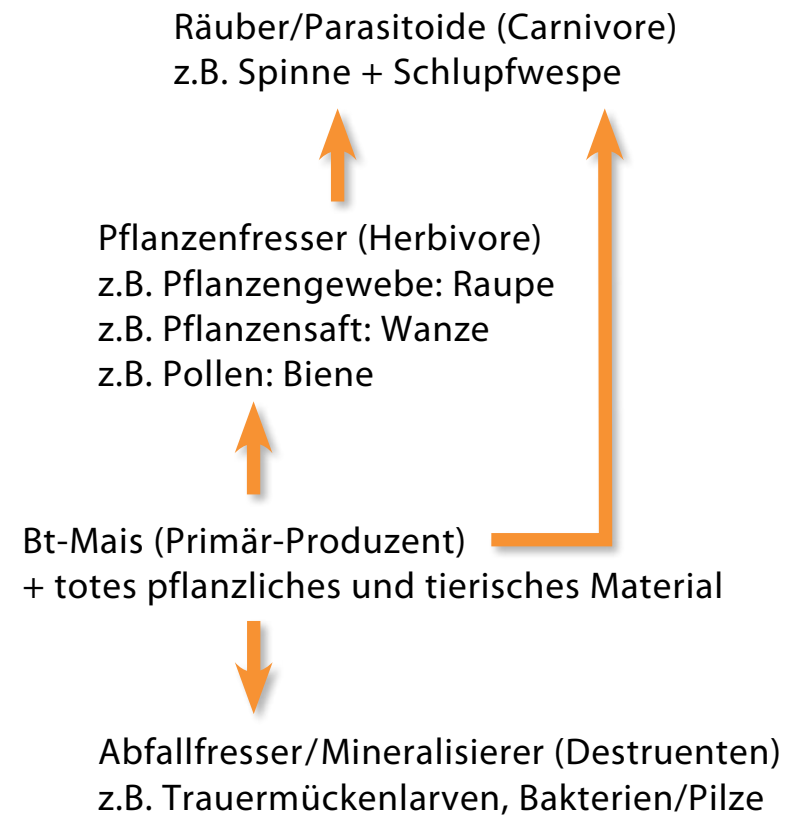 Räuber/Parasitoide (Carnivore)
z.B. Spinne + Schlupfwespe
Pflanzenfresser (Herbivore)
z.B. Pflanzengewebe: Raupe
z.B. Pflanzensaft: Wanze
z.B. Pollen: Biene
Bt-Mais (Primär-Produzent)
+ totes pflanzliches und tierisches Material
Abfallfresser/Mineralisierer (Destruenten)
z.B. Trauermückenlarven, Bakterien/Pilze